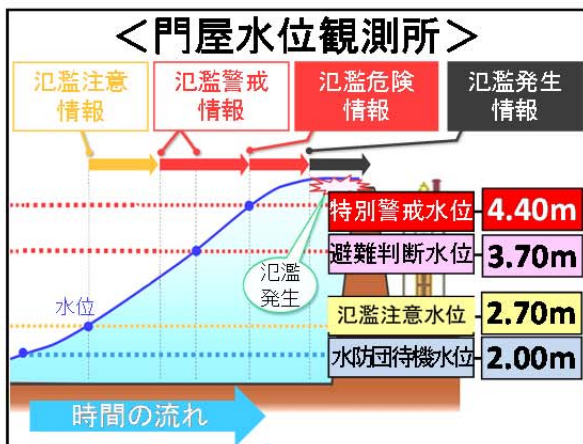 ＜門屋水位観測所＞
氾濫注意
情報
氾濫警戒
情報
氾濫危険
情報
氾濫発生
情報
特別警戒水位
4.40m
避難判断水位
3.70m
氾濫
発生
水位
氾濫注意水位
2.70m
水防団待機水位
2.00m
時間の流れ